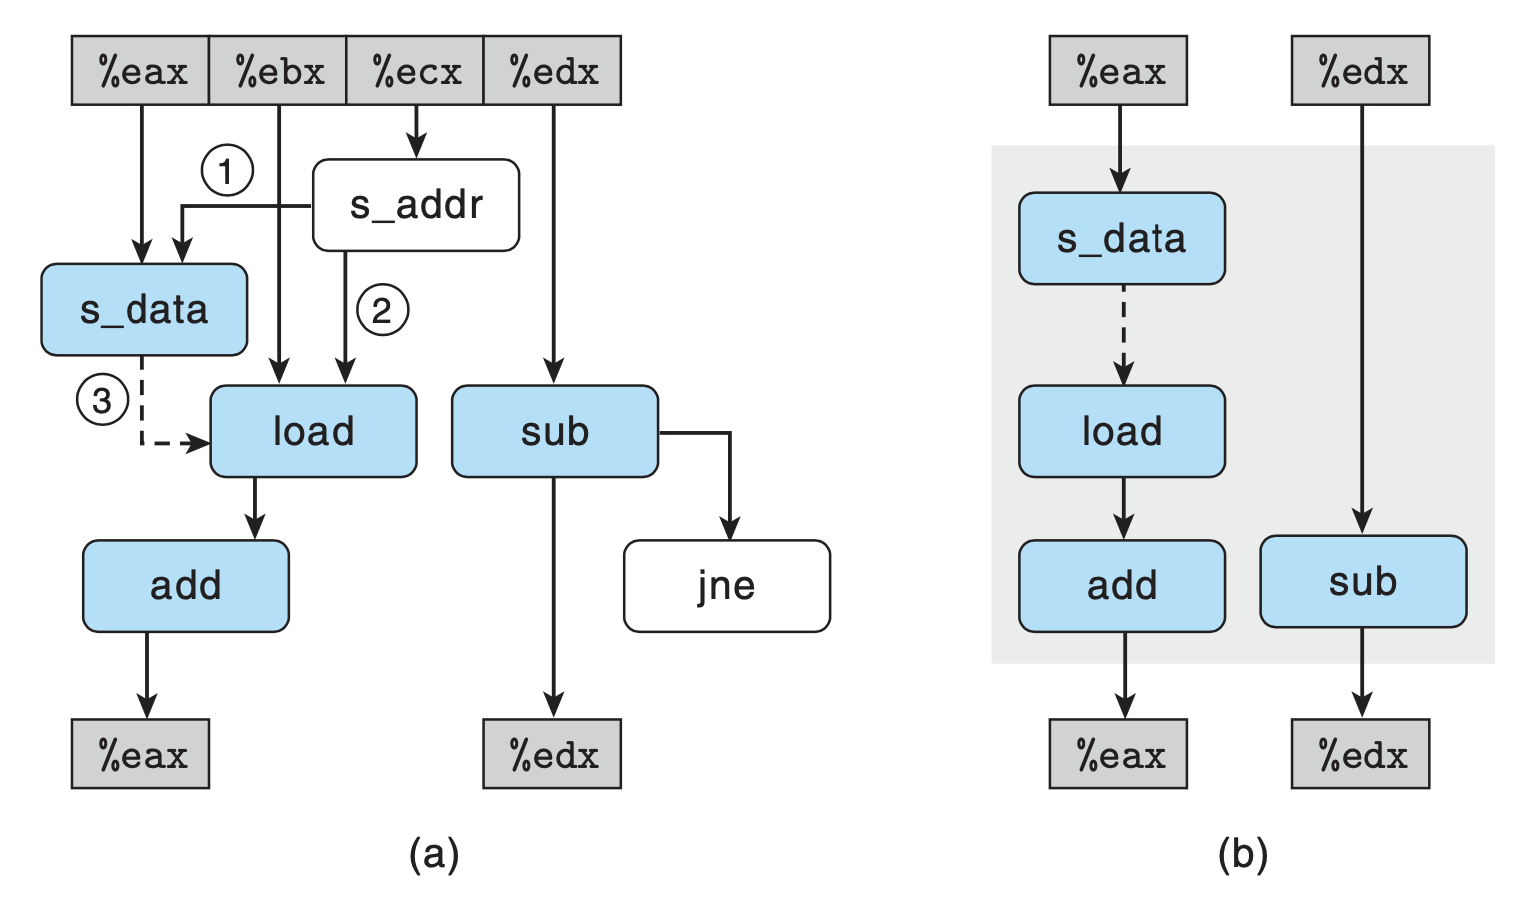 %eax %ebx %ecx %edx
1
s_addr
s_data
2
3
load
sub
add
jne
%eax
%edx
(a)
%eax
%edx
s_data
load
add
sub
%eax
%edx
(b)